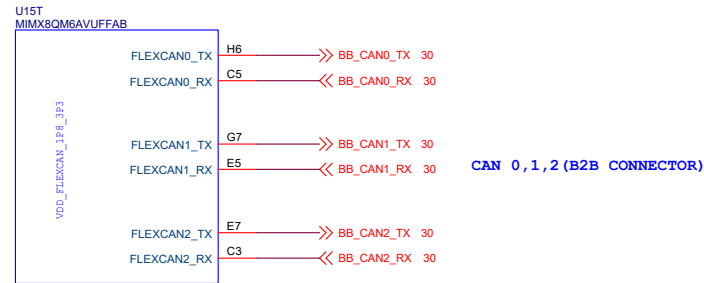 U15T
MIMX8QM6AVUFFAB
FLEXCAN0_TX H6 BB_CAN0_TX 30
FLEXCAN0_RX C5 BB_CAN0_RX 30
VDD_FLEXCAN_1P8_3P3
FLEXCAN1_TX G7 BB_CAN1_TX 30
FLEXCAN1_RX E5 BB_CAN1_RX 30 CAN 0,1,2(B2B CONNECTOR)
FLEXCAN2_TX E7 BB_CAN2_TX 30
FLEXCAN2_RX C3 BB_CAN2_RX 30